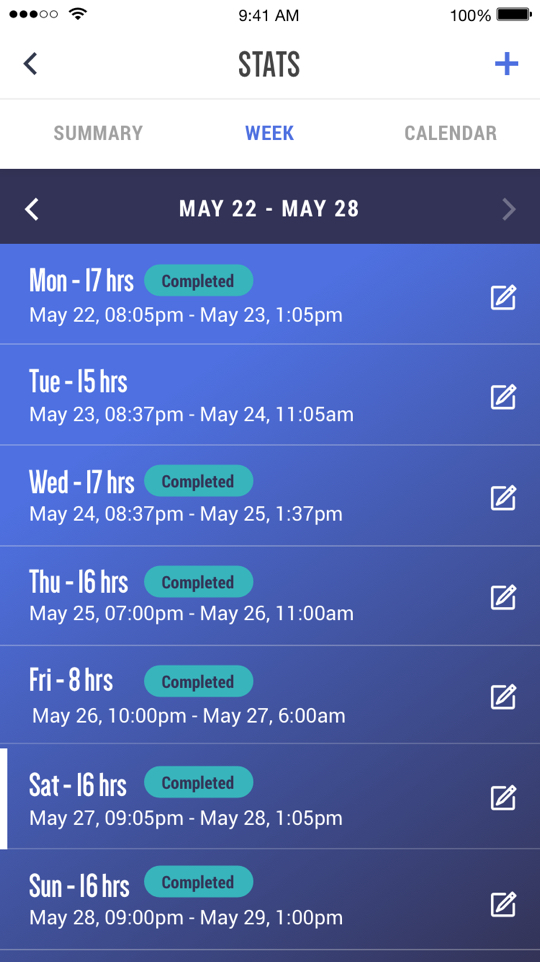 9:41 AM 100%
STATS
SUMMARY WEEK CALENDAR
MAY 22 - MAY 28
Mon - 17 hrs Completed
May 22, 08:05pm - May 23, 1:05pm
Tue - 15 hrs
May 23, 08:37pm - May 24, 11:05am
Wed - 17 hrs Completed
May 24, 08:37pm - May 25, 1:37pm
Thu - 16 hrs Completed
May 25, 07:00pm - May 26, 11:00am
Fri - 8 hrs Completed
May 26, 10:00pm - May 27, 6:00am
Sat - 16 hrs Completed
May 27, 09:05pm - May 28, 1:05pm
Sun - 16 hrs Completed
May 28, 09:00pm - May 29, 1:00pm